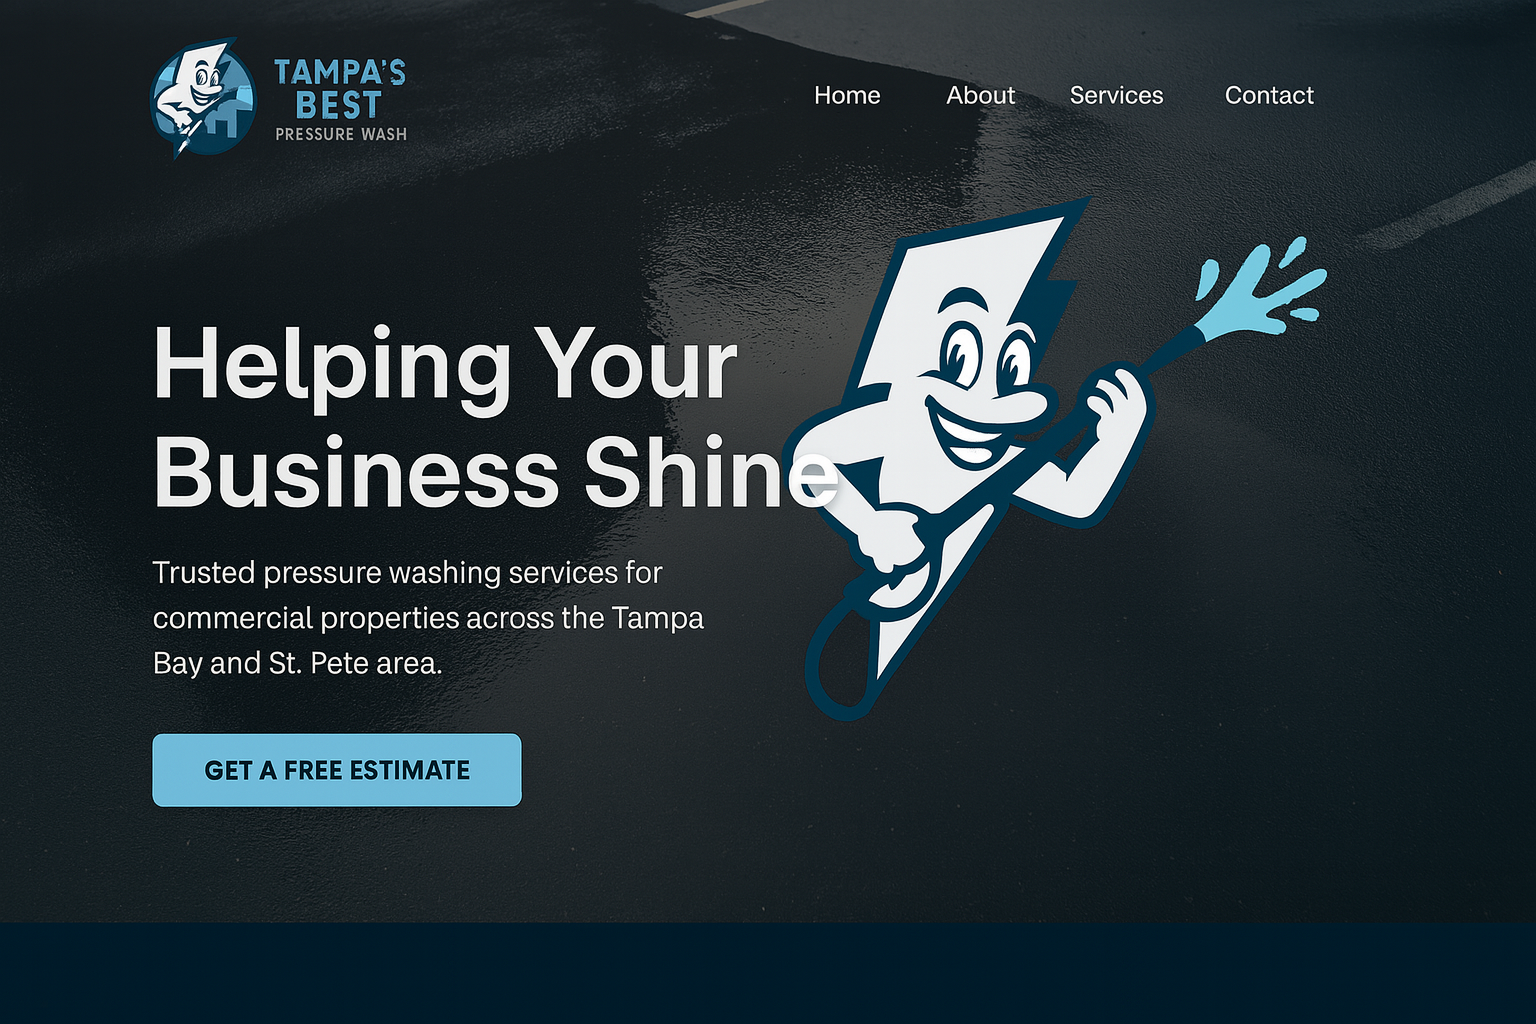 TAMPA'S
BEST
PRESSURE WASH
Home About Services Contact
Helping Your
Business Shine
Trusted pressure washing services for
commercial properties across the Tampa
Bay and St. Pete area.
GET A FREE ESTIMATE